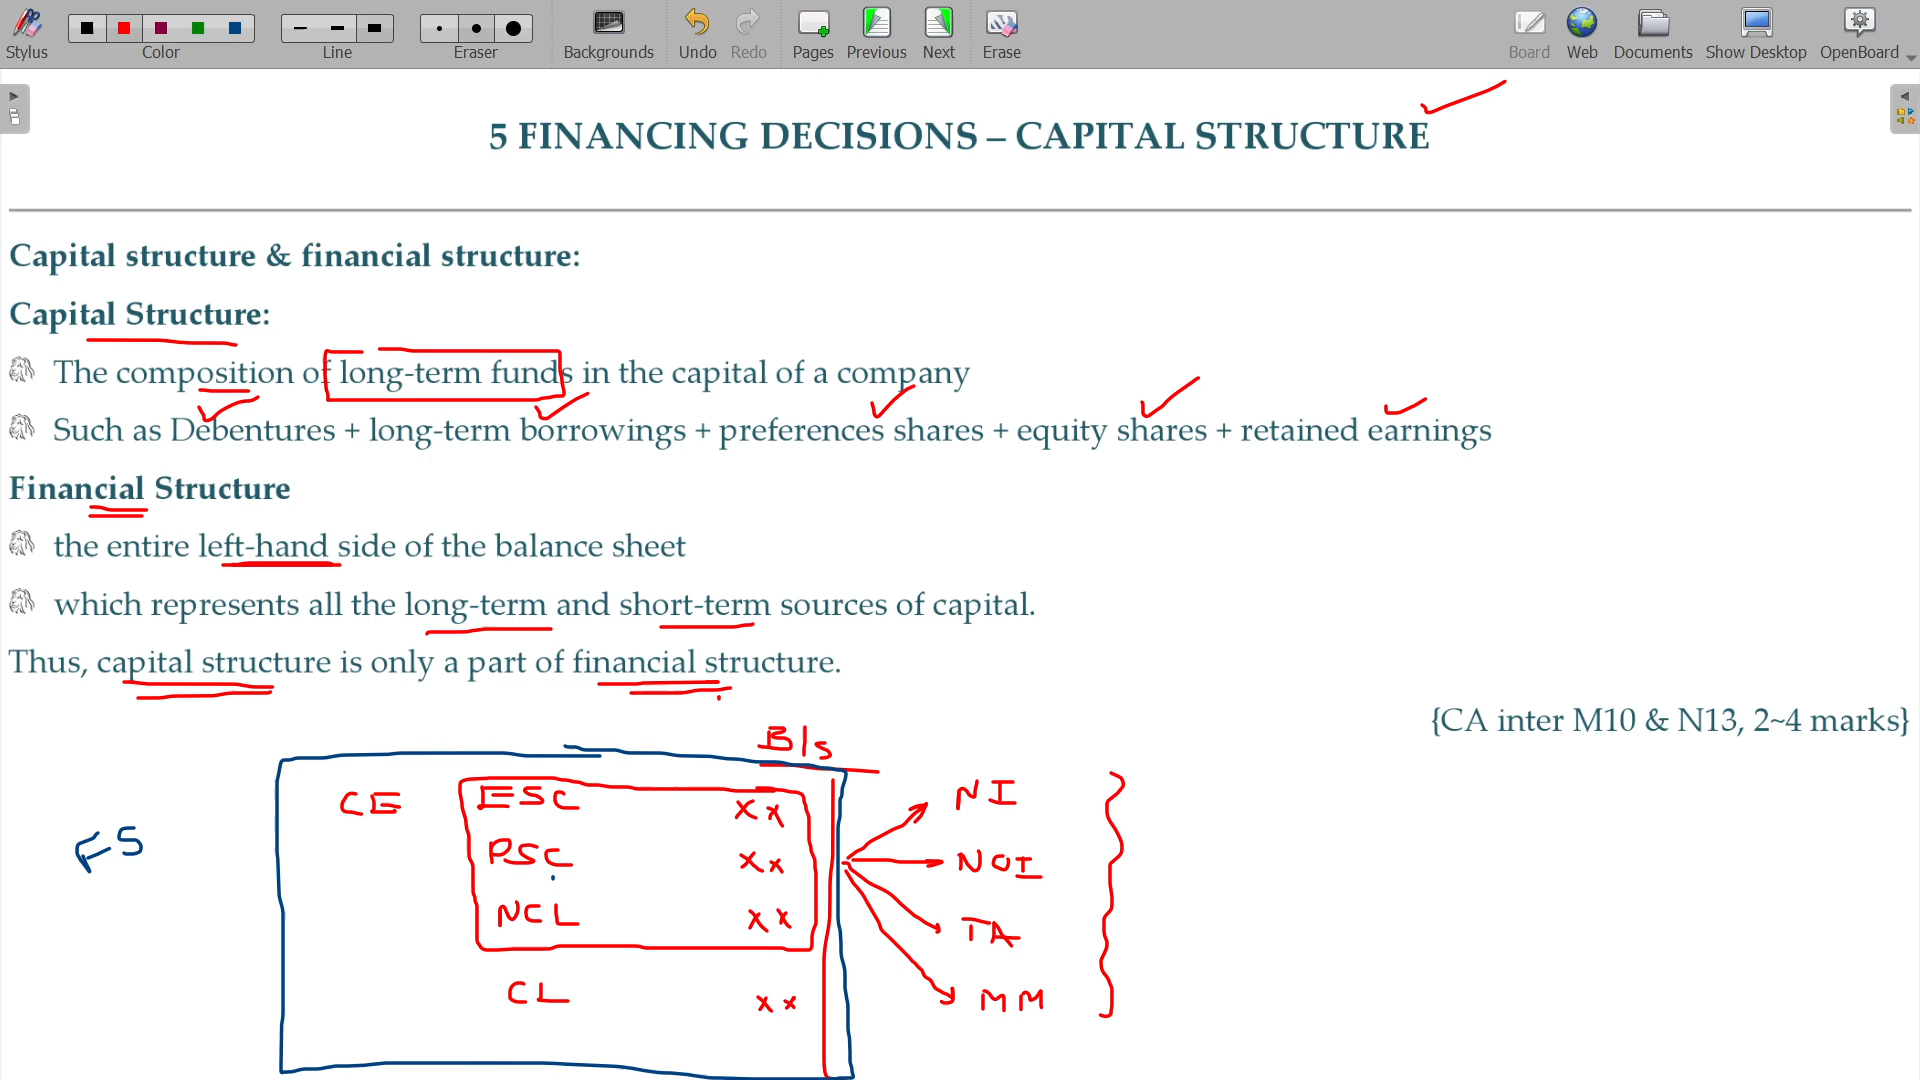 Stylus Color Line Eraser Backgrounds Undo Redo Pages Previous Next Erase Board Web Documents Show Desktop OpenBoard
5 FINANCING DECISIONS – CAPITAL STRUCTURE
Capital structure & financial structure:
Capital Structure:
The composition of long-term funds in the capital of a company
Such as Debentures + long-term borrowings + preferences shares + equity shares + retained earnings
Financial Structure
the entire left-hand side of the balance sheet
which represents all the long-term and short-term sources of capital.
Thus, capital structure is only a part of financial structure.
{CA inter M10 & N13, 2~4 marks}
B/s
CE ESC xx NI
FS PSC xx NOI
NCL xx TA
CL xx MM